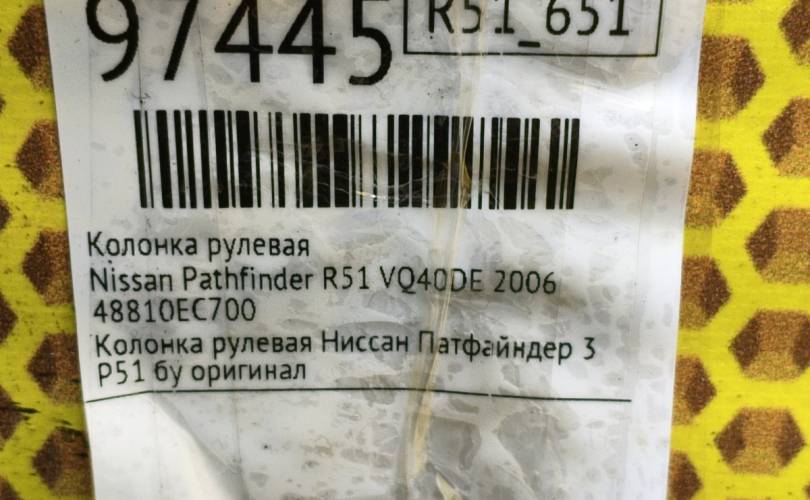 97445
R51_651
Колонка рулевая
Nissan Pathfinder R51 VQ40DE 2006
48810EC700
Колонка рулевая Ниссан Патфайндер 3
Р51 бу оригинал